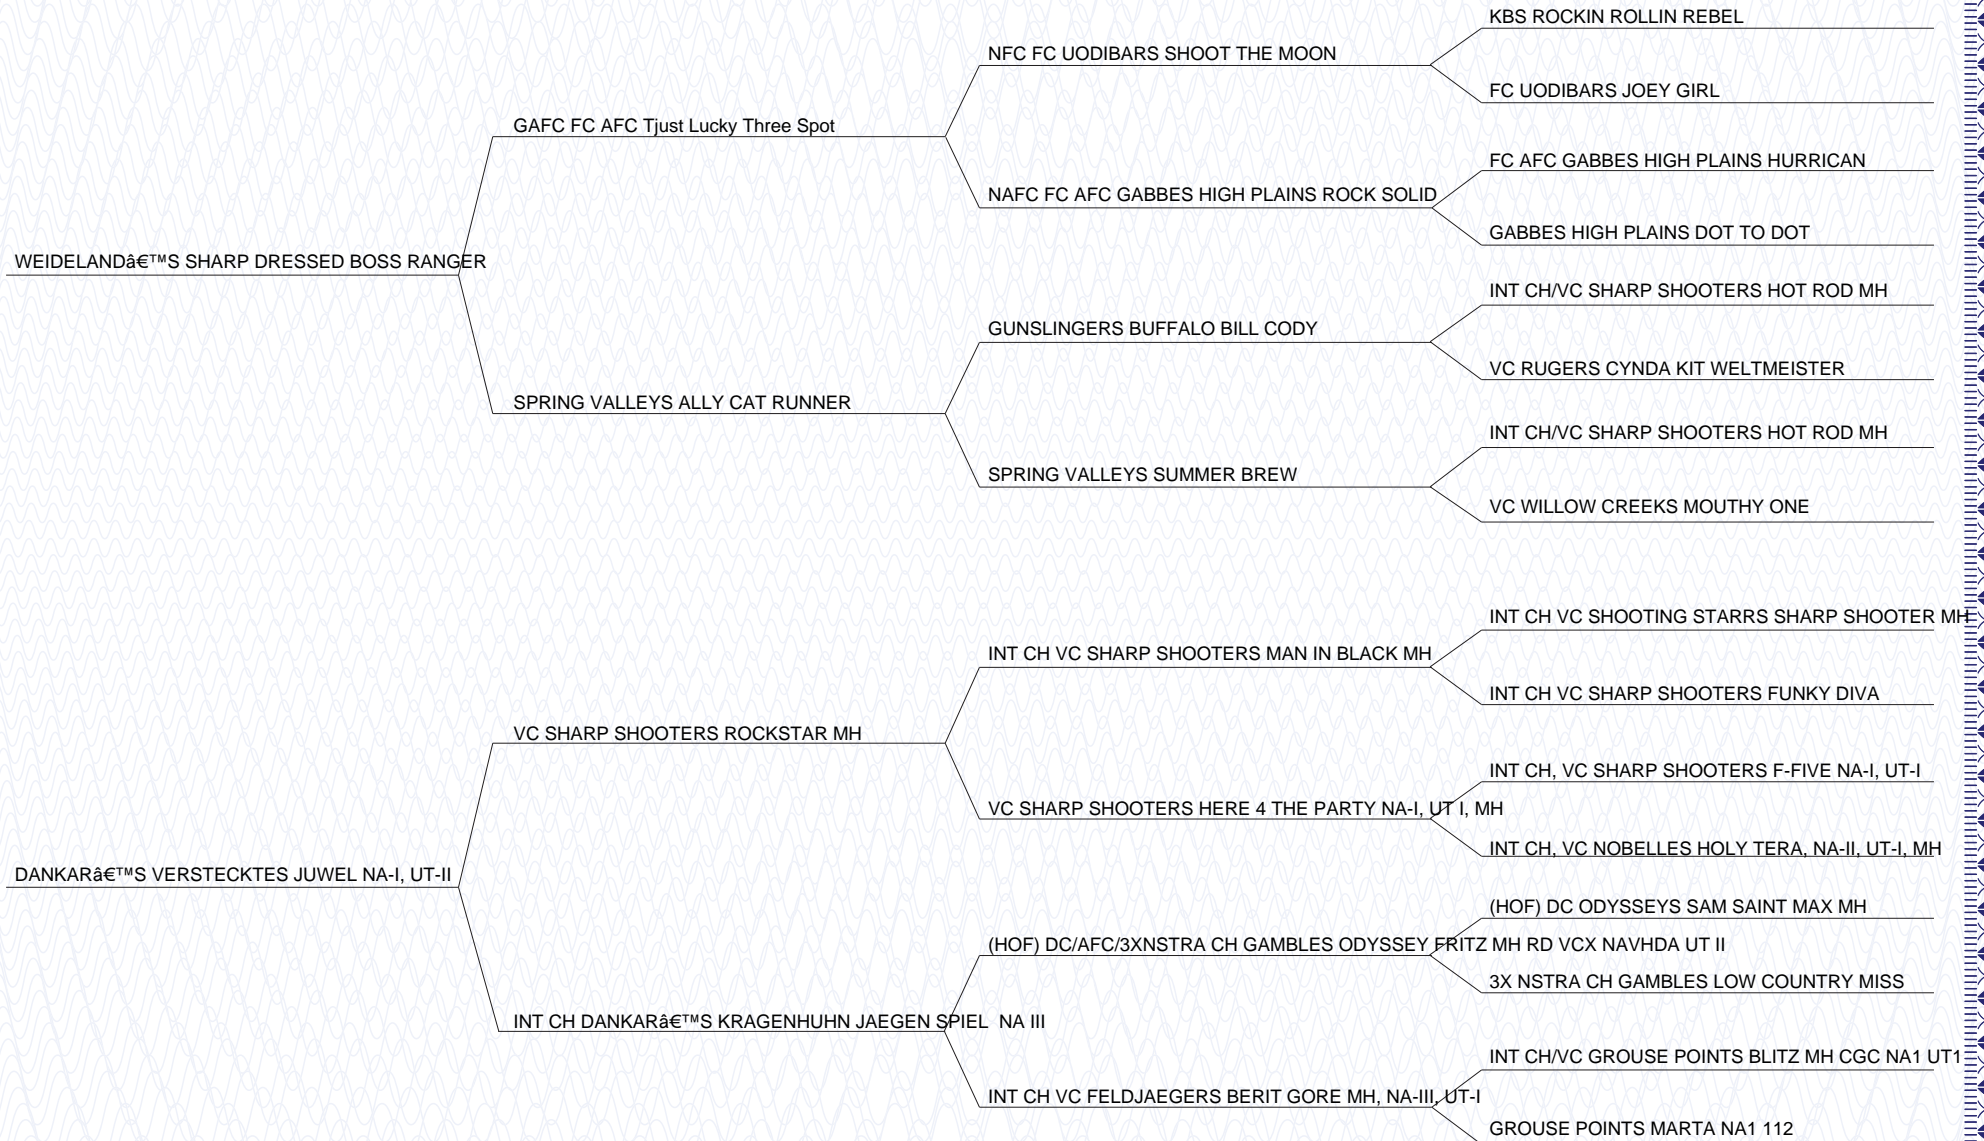 KBS ROCKIN ROLLIN REBEL
NFC FC UODIBARS SHOOT THE MOON
FC UODIBARS JOEY GIRL
GAFC FC AFC Tjust Lucky Three Spot
FC AFC GABBES HIGH PLAINS HURRICAN
NAFC FC AFC GABBES HIGH PLAINS ROCK SOLID
GABBES HIGH PLAINS DOT TO DOT
WEIDELANDâ€™S SHARP DRESSED BOSS RANGER
INT CH/VC SHARP SHOOTERS HOT ROD MH
GUNSLINGERS BUFFALO BILL CODY
VC RUGERS CYNDA KIT WELTMEISTER
SPRING VALLEYS ALLY CAT RUNNER
INT CH/VC SHARP SHOOTERS HOT ROD MH
SPRING VALLEYS SUMMER BREW
VC WILLOW CREEKS MOUTHY ONE
INT CH VC SHOOTING STARRS SHARP SHOOTER MH
INT CH VC SHARP SHOOTERS MAN IN BLACK MH
INT CH VC SHARP SHOOTERS FUNKY DIVA
VC SHARP SHOOTERS ROCKSTAR MH
INT CH, VC SHARP SHOOTERS F-FIVE NA-I, UT-I
VC SHARP SHOOTERS HERE 4 THE PARTY NA-I, UT I, MH
INT CH, VC NOBELLES HOLY TERA, NA-II, UT-I, MH
DANKARâ€™S VERSTECKTES JUWEL NA-I, UT-II
(HOF) DC ODYSSEYS SAM SAINT MAX MH
(HOF) DC/AFC/3XNSTRA CH GAMBLES ODYSSEY FRITZ MH RD VCX NAVHDA UT II
3X NSTRA CH GAMBLES LOW COUNTRY MISS
INT CH DANKARâ€™S KRAGENHUHN JAEGEN SPIEL  NA III
INT CH/VC GROUSE POINTS BLITZ MH CGC NA1 UT1
INT CH VC FELDJAEGERS BERIT GORE MH, NA-III, UT-I
GROUSE POINTS MARTA NA1 112